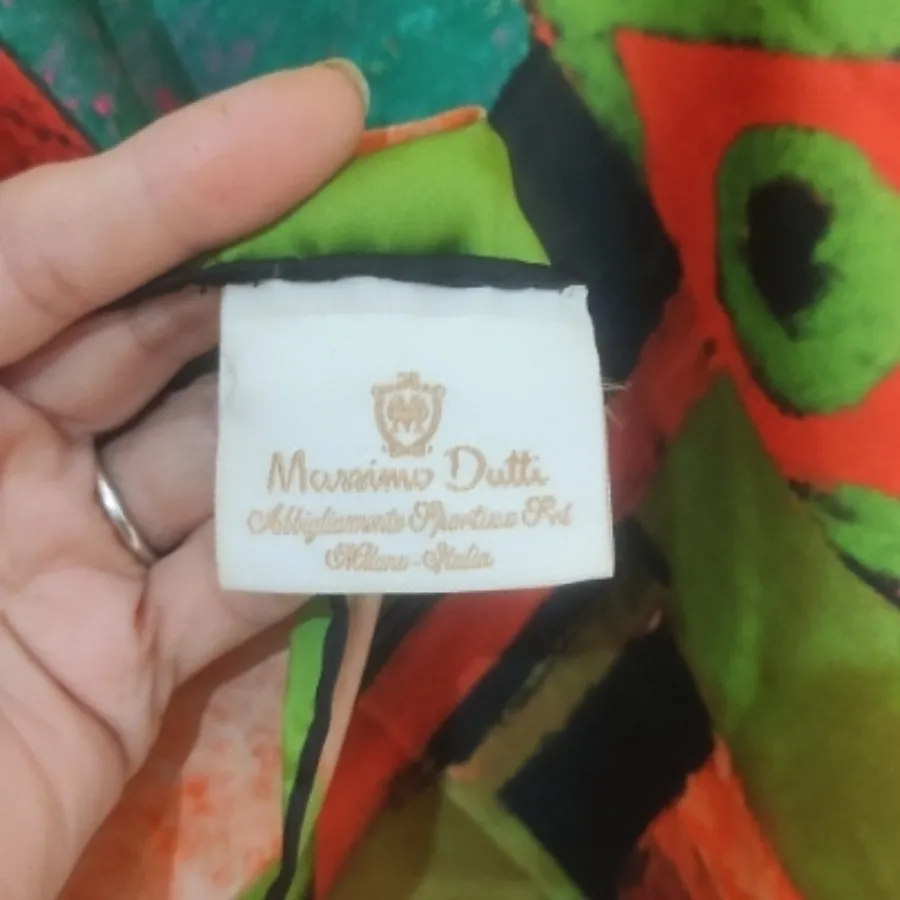 Massimo Dutti
Abbigliamento Sportivo Srl
Milano-Italia